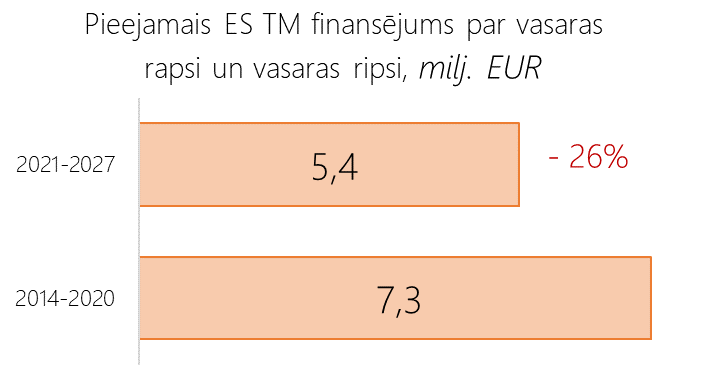 Pieejamais ES TM finansējums par vasaras
rapsi un vasaras ripsi, milj. EUR
2021-2027
5,4
- 26%
2014-2020
7,3